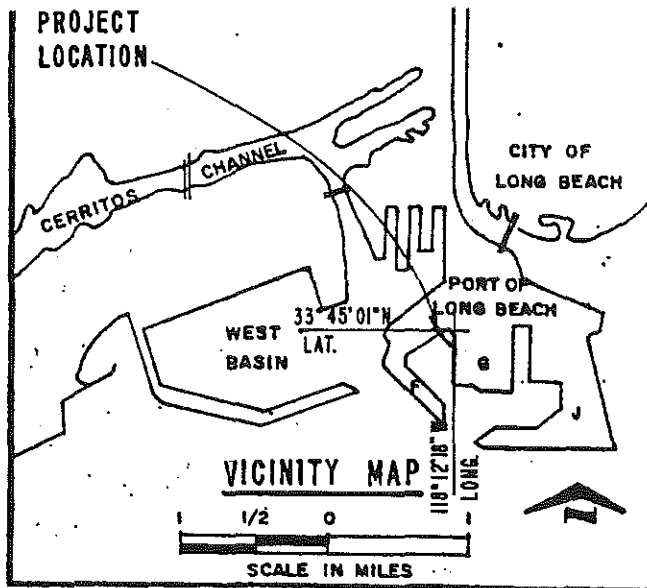 PROJECT
LOCATION
CITY OF
LONG BEACH
CERRITOS CHANNEL
PORT OF
LONG BEACH
33°45'01"N
LAT.
WEST
BASIN
F
G
J
118°12'18"W
LONG.
VICINITY MAP
N
1 1/2 0 1
SCALE IN MILES